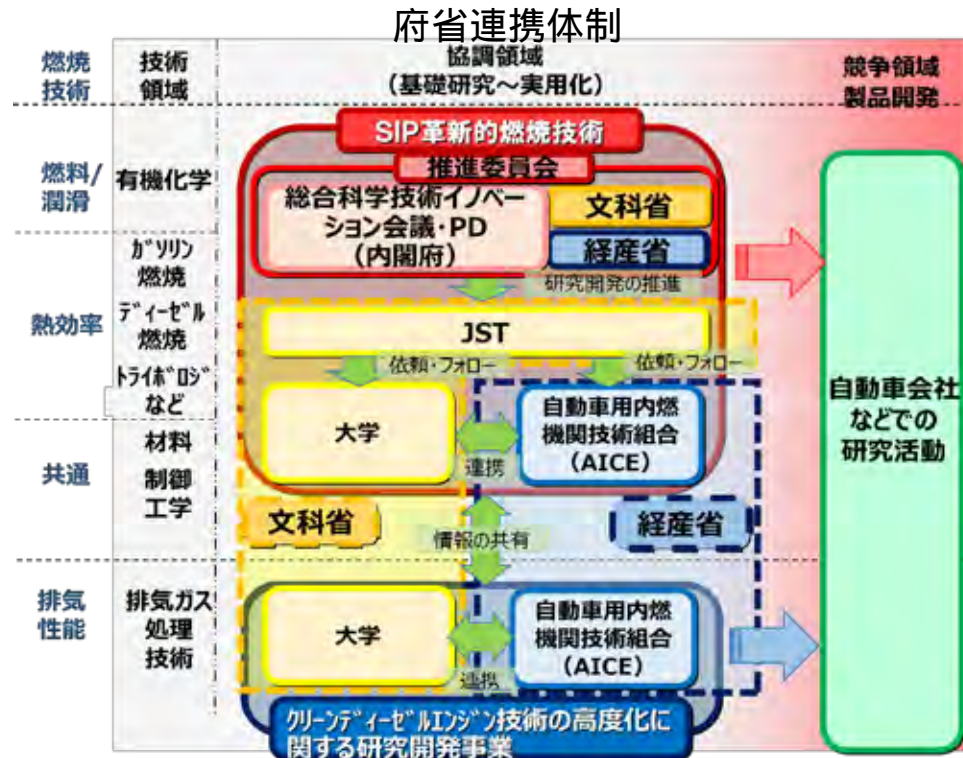 府省連携体制
燃焼
技術
技術
領域
協調領域
（基礎研究～実用化）
競争領域
製品開発
SIP革新的燃焼技術
推進委員会
総合科学技術イノベー
ション会議・PD
（内閣府）
文科省
経産省
研究開発の推進
燃料/
潤滑
有機化学
熱効率
ｶﾞｿﾘﾝ
燃焼
ﾃﾞｨｰｾﾞﾙ
燃焼
ﾄﾗｲﾎﾞﾛｼﾞ
など
JST
依頼・フォロー
依頼・フォロー
大学
連携
自動車用内燃
機関技術組合
（AICE）
共通
材料
制御
工学
文科省
情報の共有
経産省
排気
性能
排気ガス
処理
技術
大学
連携
自動車用内燃
機関技術組合
（AICE）
ｸﾘｰﾝﾃﾞｨｰｾﾞﾙｴﾝｼﾞﾝ技術の高度化に
関する研究開発事業
自動車会社
などでの
研究活動